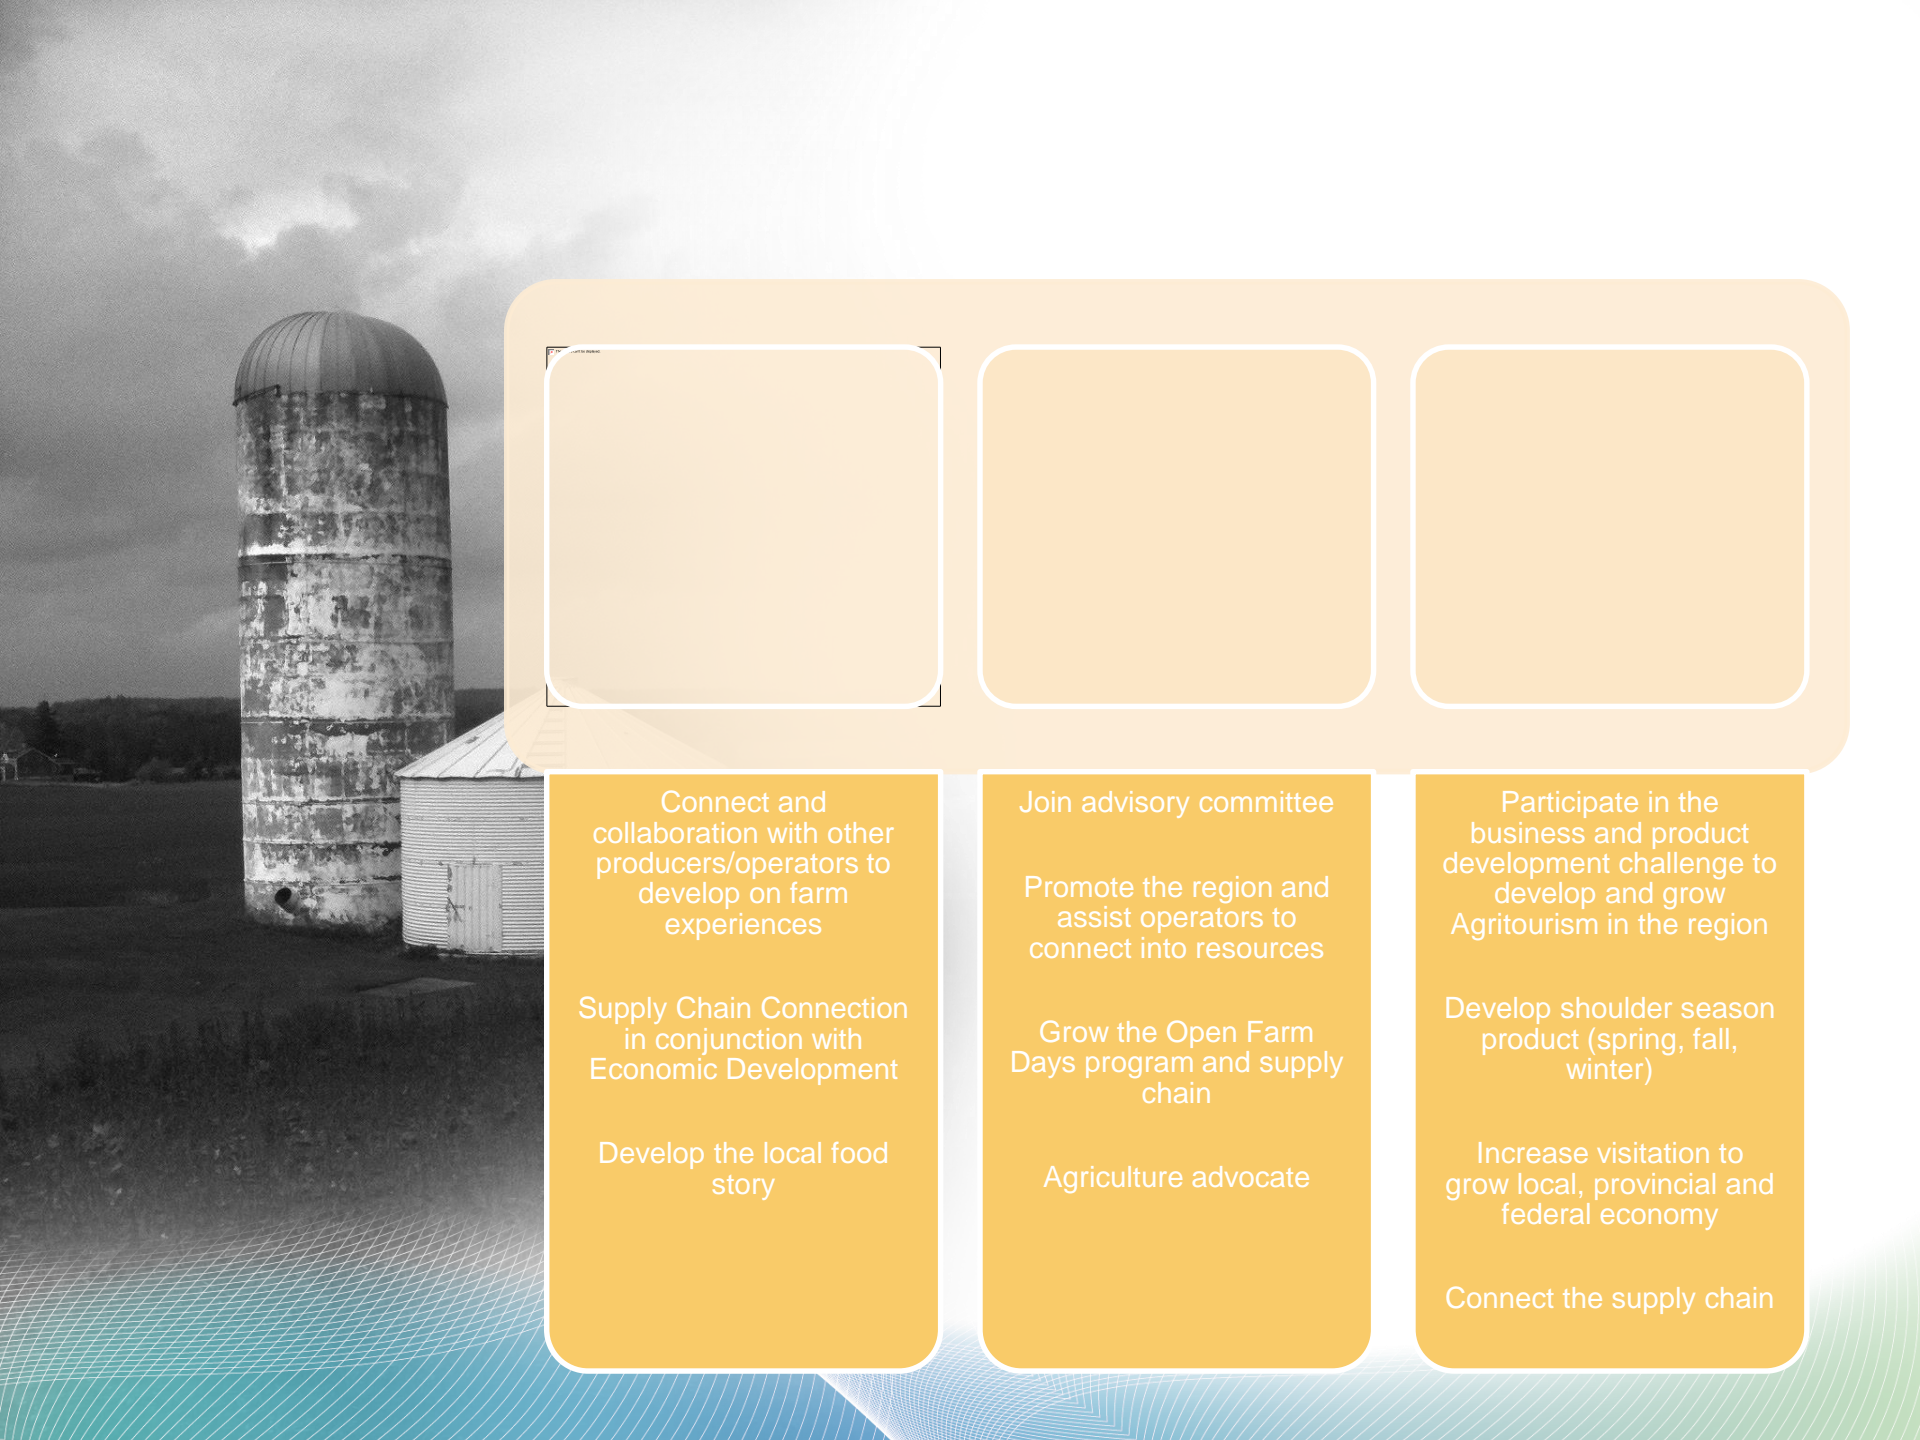 Connect and
collaboration with other
producers/operators to
develop on farm
experiences
Supply Chain Connection
in conjunction with
Economic Development
Develop the local food
story
Join advisory committee
Promote the region and
assist operators to
connect into resources
Grow the Open Farm
Days program and supply
chain
Agriculture advocate
Participate in the
business and product
development challenge to
develop and grow
Agritourism in the region
Develop shoulder season
product (spring, fall,
winter)
Increase visitation to
grow local, provincial and
federal economy
Connect the supply chain